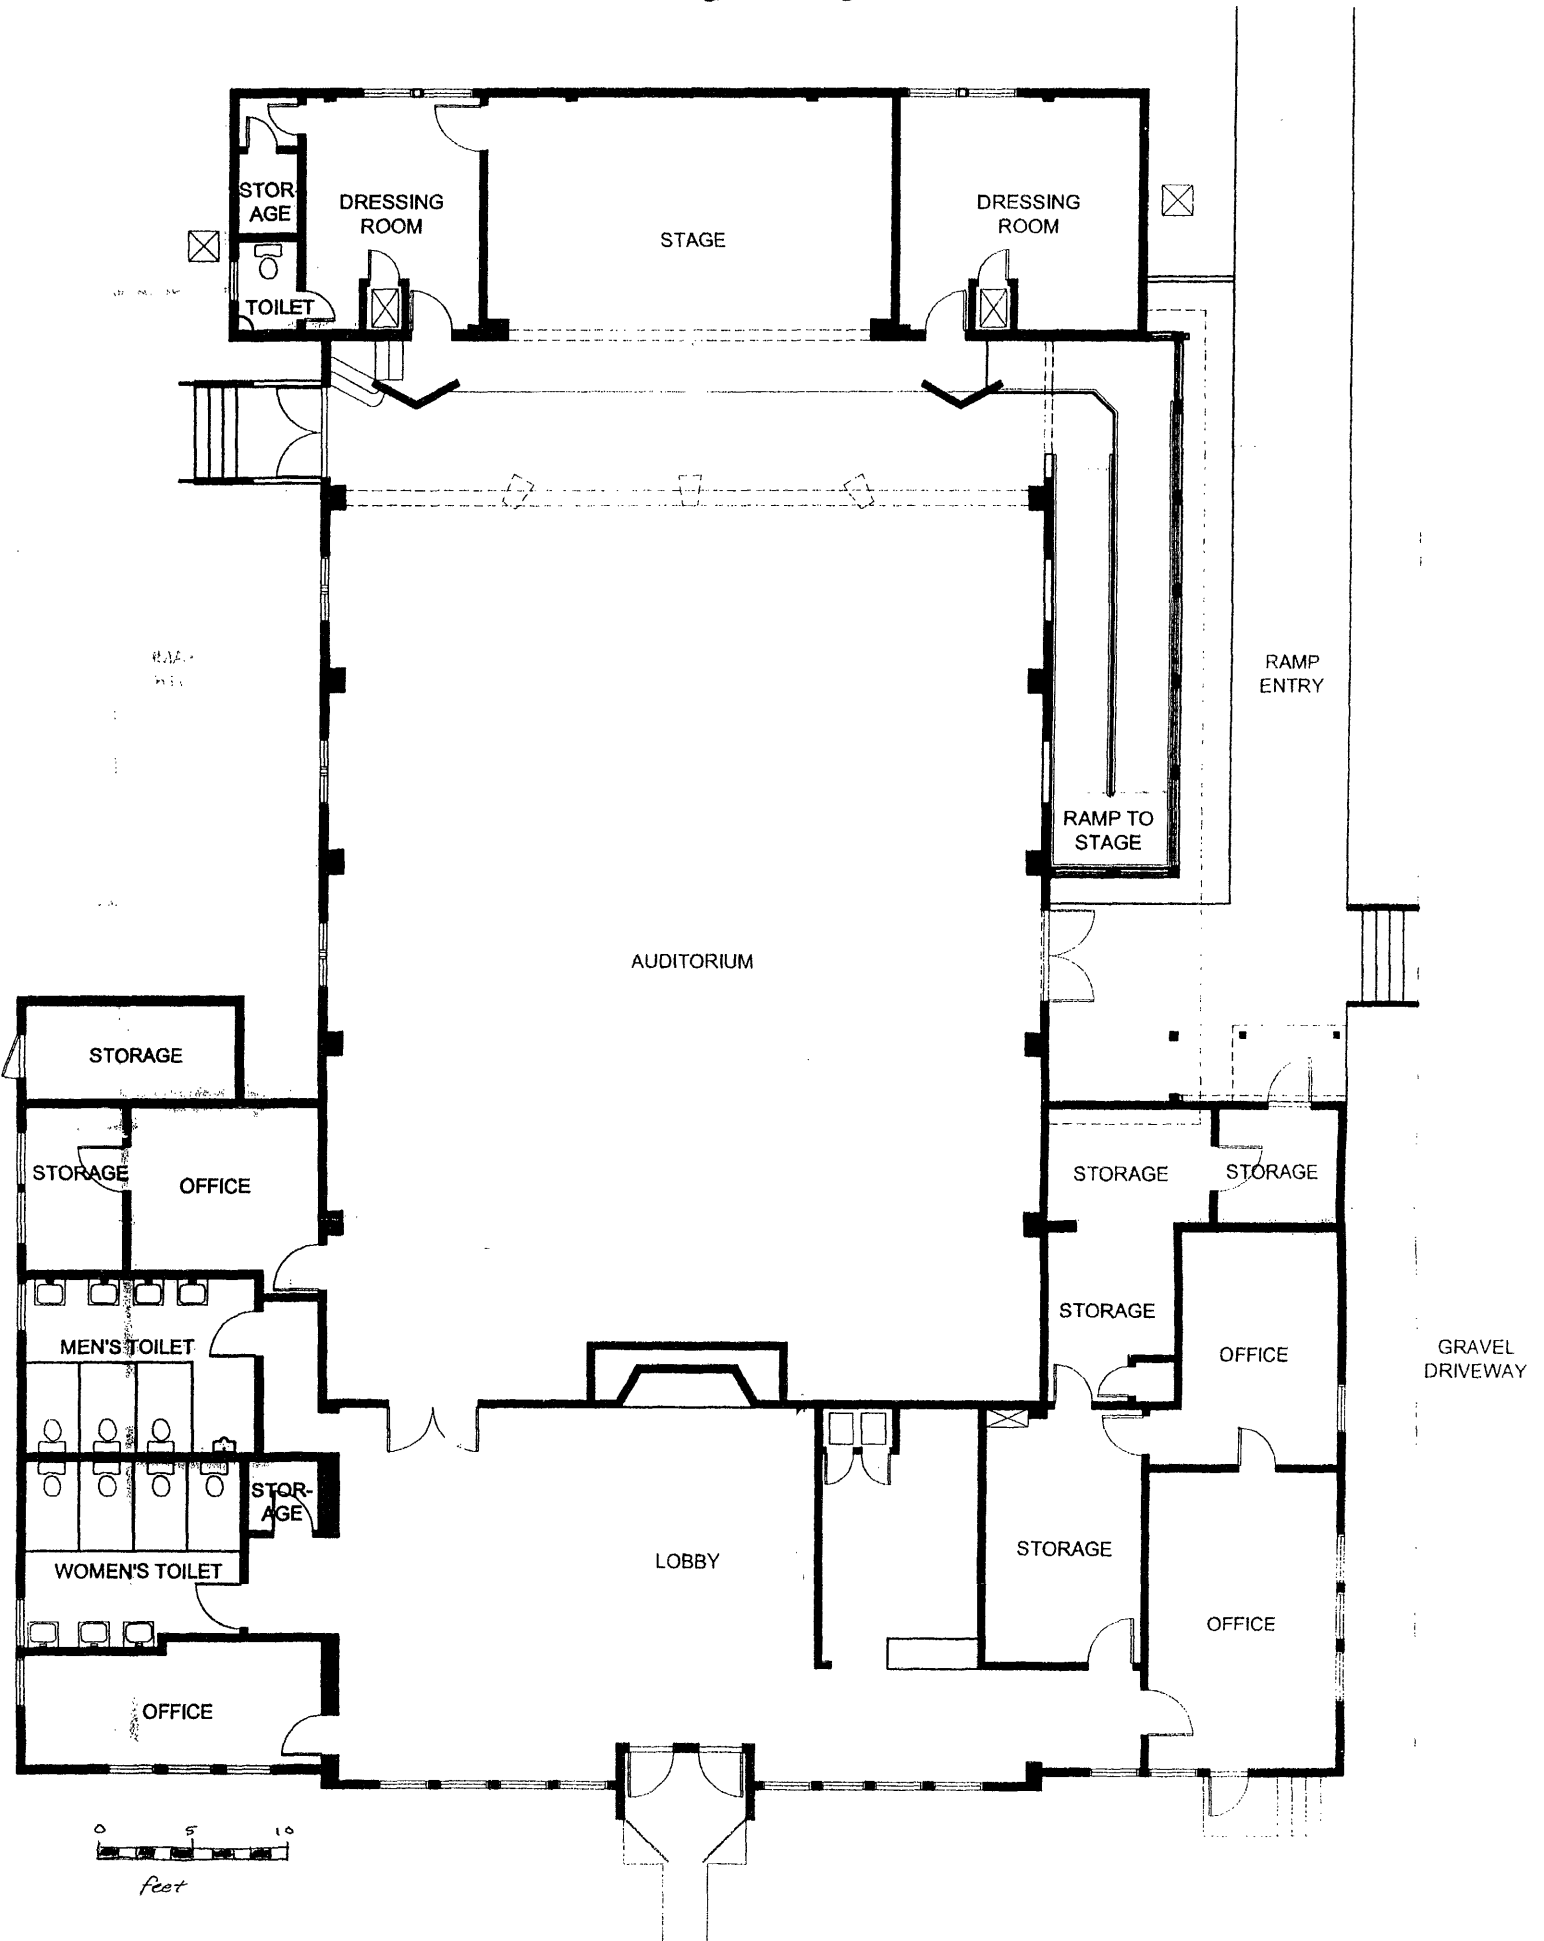 STOR-
AGE
DRESSING
ROOM
STAGE
DRESSING
ROOM
TOILET
RAMP
ENTRY
RAMP TO
STAGE
AUDITORIUM
STORAGE
STORAGE
OFFICE
STORAGE
STORAGE
STORAGE
MEN'S TOILET
OFFICE
GRAVEL
DRIVEWAY
STOR-
AGE
WOMEN'S TOILET
LOBBY
STORAGE
OFFICE
OFFICE
0 5 10
feet